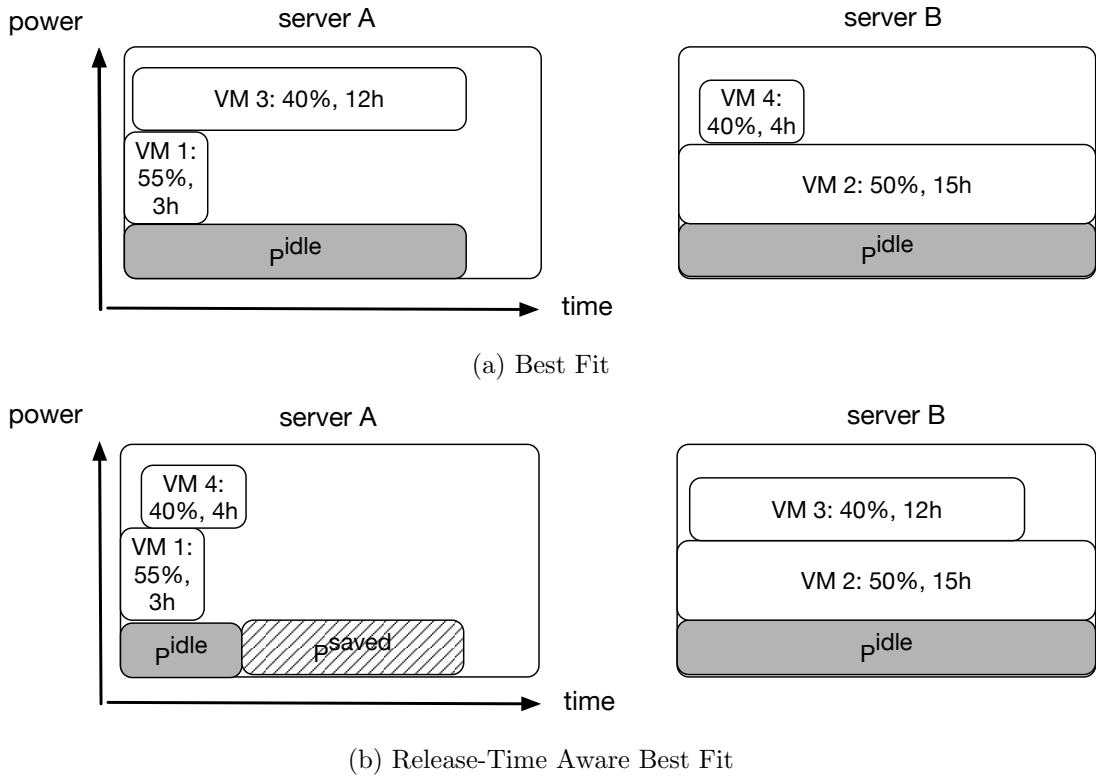 power
server A
server B
VM 3: 40%, 12h
VM 1:
55%,
3h
P^idle
VM 4:
40%, 4h
VM 2: 50%, 15h
P^idle
time
(a) Best Fit
power
server A
server B
VM 4:
40%, 4h
VM 1:
55%,
3h
P^idle
P^saved
VM 3: 40%, 12h
VM 2: 50%, 15h
P^idle
time
(b) Release-Time Aware Best Fit